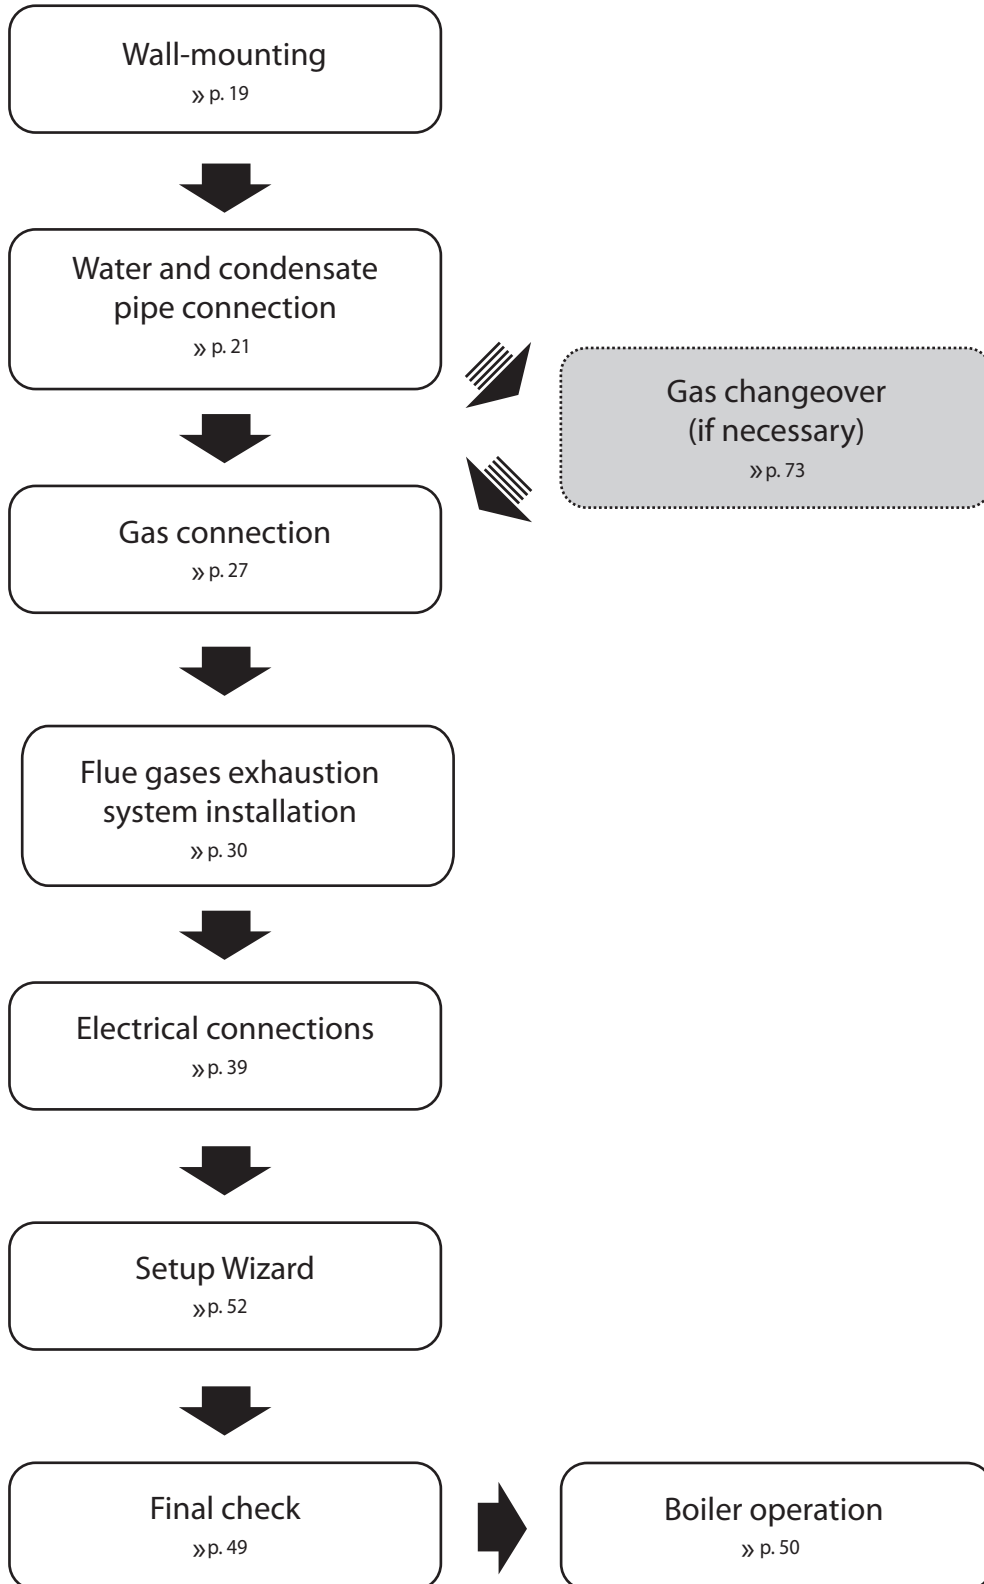 Wall-mounting
» p. 19
Water and condensate
pipe connection
» p. 21
Gas changeover
(if necessary)
» p. 73
Gas connection
» p. 27
Flue gases exhaustion
system installation
» p. 30
Electrical connections
» p. 39
Setup Wizard
» p. 52
Final check
» p. 49
Boiler operation
» p. 50